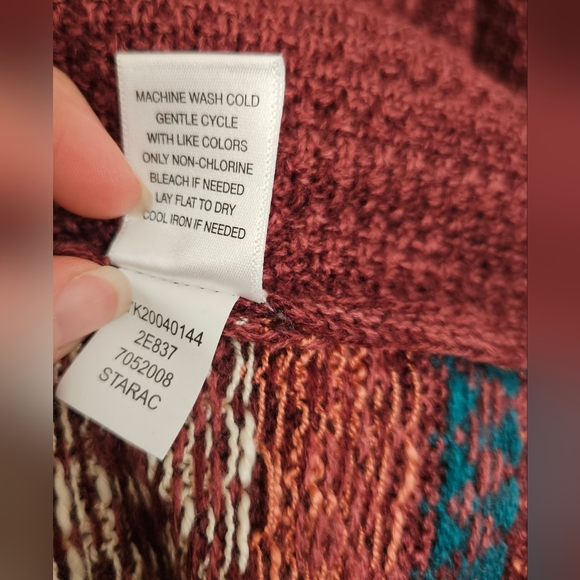 MACHINE WASH COLD
GENTLE CYCLE
WITH LIKE COLORS
ONLY NON-CHLORINE
BLEACH IF NEEDED
LAY FLAT TO DRY
COOL IRON IF NEEDED
YK20040144
2E837
7052008
STARAC